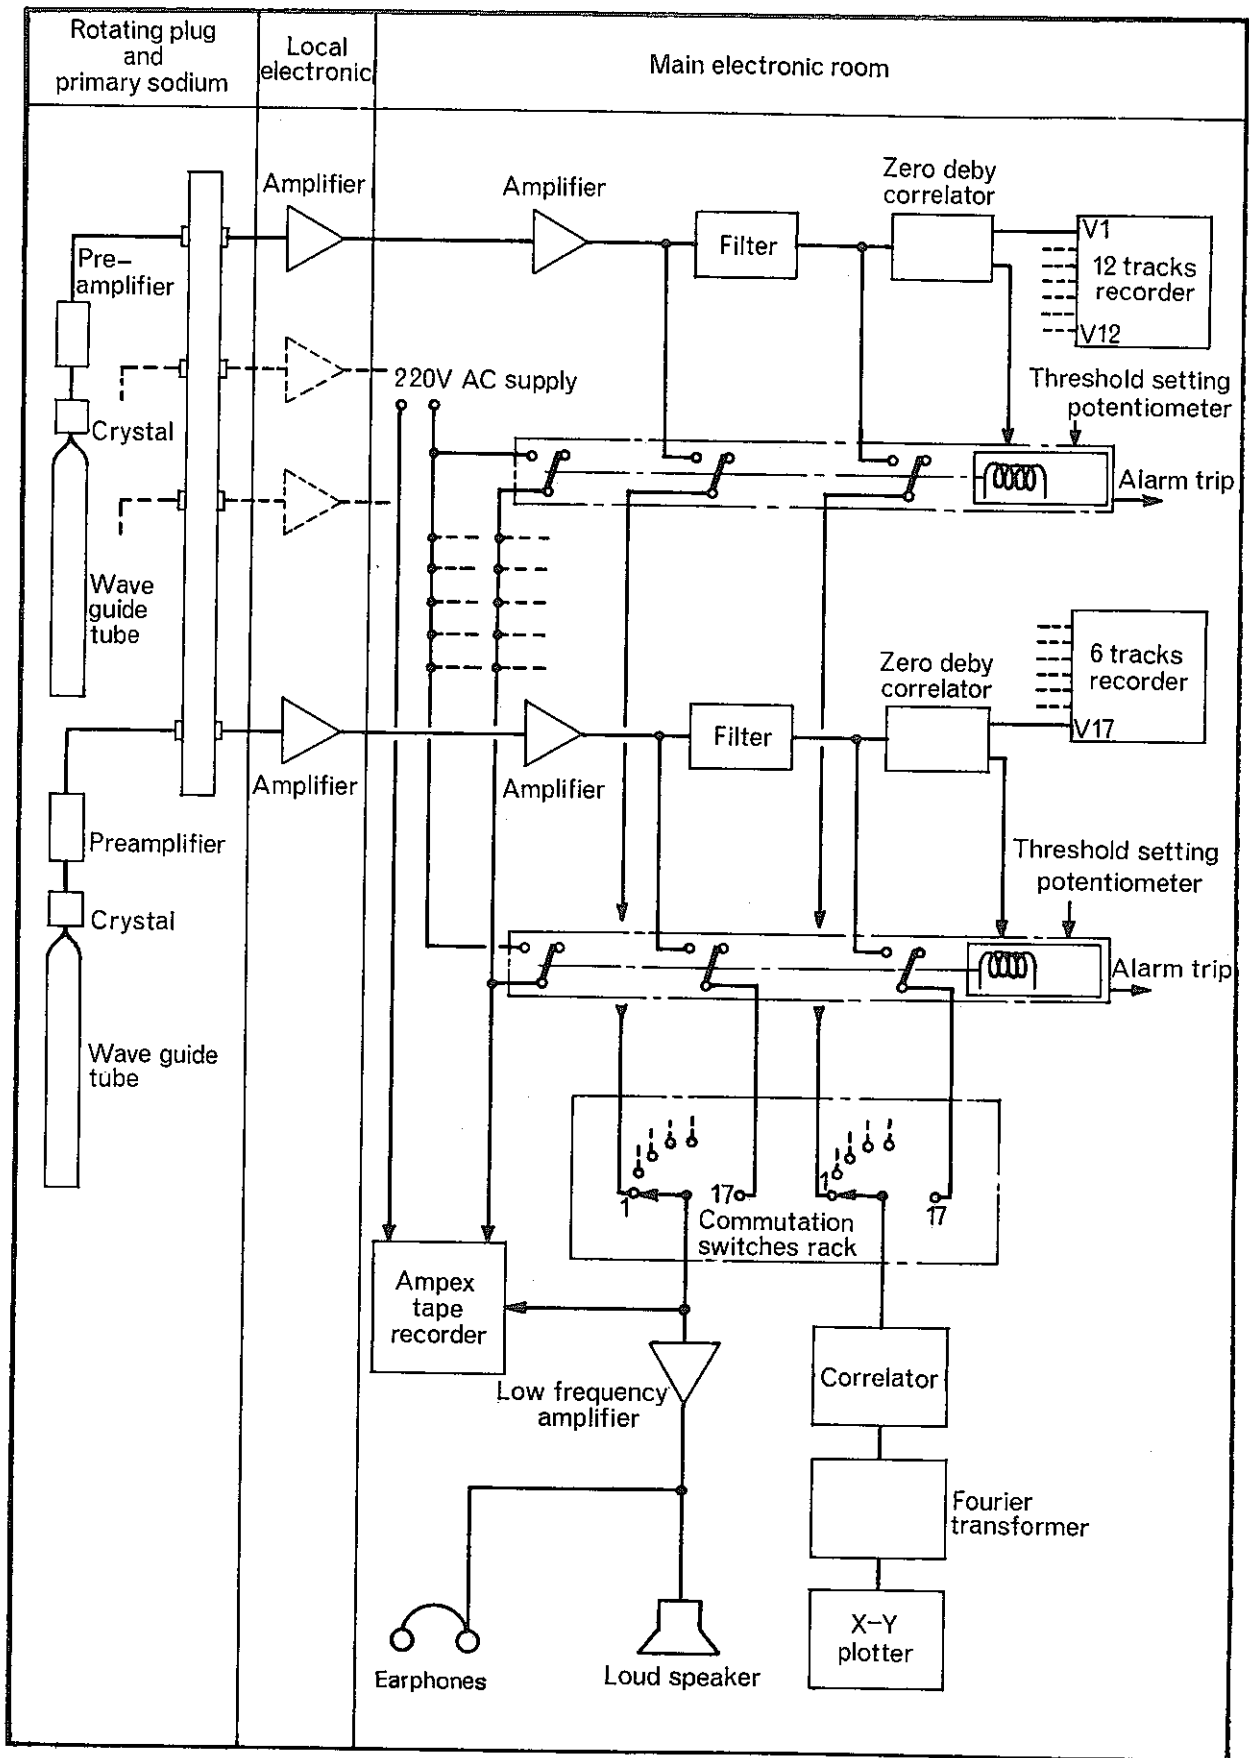 Rotating plug
and
primary sodium
Local
electronic
Main electronic room
Amplifier
Amplifier
Zero deby
correlator
Pre-
amplifier
Filter
V1
12 tracks
recorder
V12
220V AC supply
Threshold setting
potentiometer
Crystal
Alarm trip
Wave
guide
tube
Zero deby
correlator
6 tracks
recorder
V17
Filter
Amplifier
Amplifier
Preamplifier
Threshold setting
potentiometer
Crystal
Alarm trip
Wave guide
tube
1
17
1
17
Commutation
switches rack
Ampex
tape
recorder
Low frequency
amplifier
Correlator
Fourier
transformer
X-Y
plotter
Earphones
Loud speaker